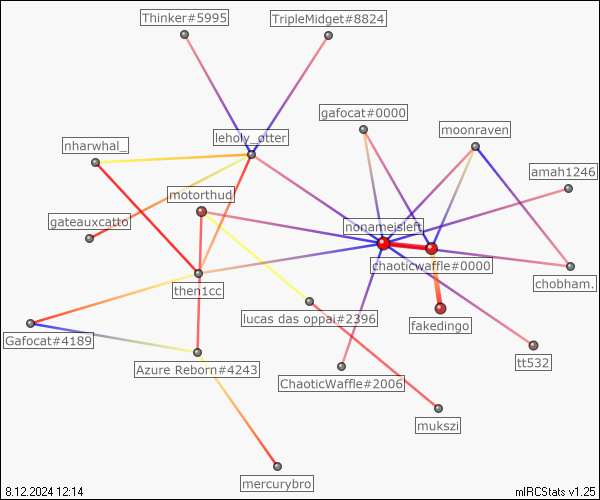 Thinker#5995
TripleMidget#8824
gafocat#0000
moonraven
leholy_otter
nharwhal_
amah1246
motorthud
gateauxcatto
nonameisleft
chaoticwaffle#0000
chobham.
then1cc
lucas das oppai#2396
fakedingo
Gafocat#4189
tt532
Azure Reborn#4243
ChaoticWaffle#2006
mukszi
mercurybro
8.12.2024 12:14
mIRCStats v1.25